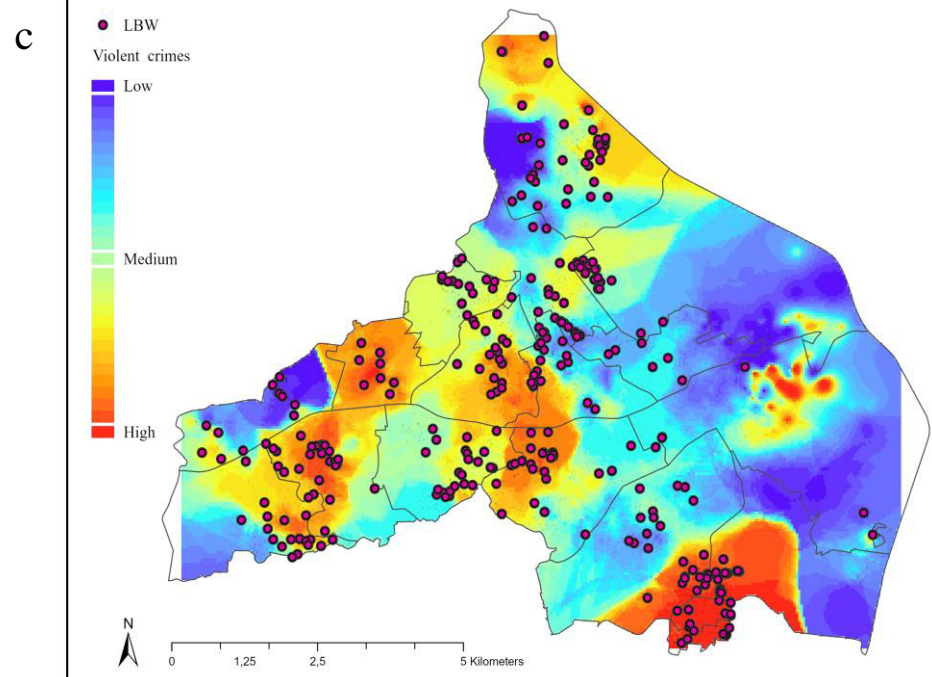 c
LBW
Violent crimes
Low
Medium
High
N
0 1,25 2,5 5 Kilometers